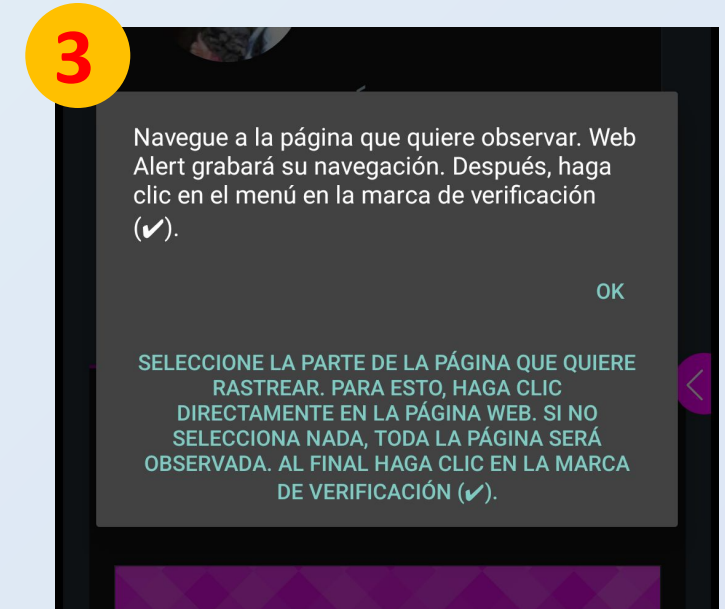 3
Navegue a la página que quiere observar. Web
Alert grabará su navegación. Después, haga
clic en el menú en la marca de verificación
(✔).
OK
SELECCIONE LA PARTE DE LA PÁGINA QUE QUIERE
RASTREAR. PARA ESTO, HAGA CLIC
DIRECTAMENTE EN LA PÁGINA WEB. SI NO
SELECCIONA NADA, TODA LA PÁGINA SERÁ
OBSERVADA. AL FINAL HAGA CLIC EN LA MARCA
DE VERIFICACIÓN (✔).